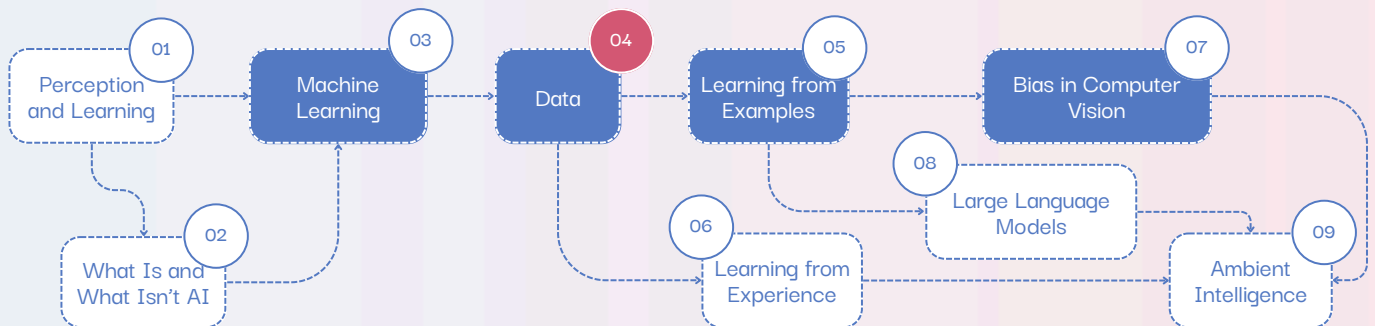 01
Perception
and Learning
02
What Is and
What Isn't AI
03
Machine
Learning
04
Data
05
Learning from
Examples
06
Learning from
Experience
07
Bias in Computer
Vision
08
Large Language
Models
09
Ambient
Intelligence